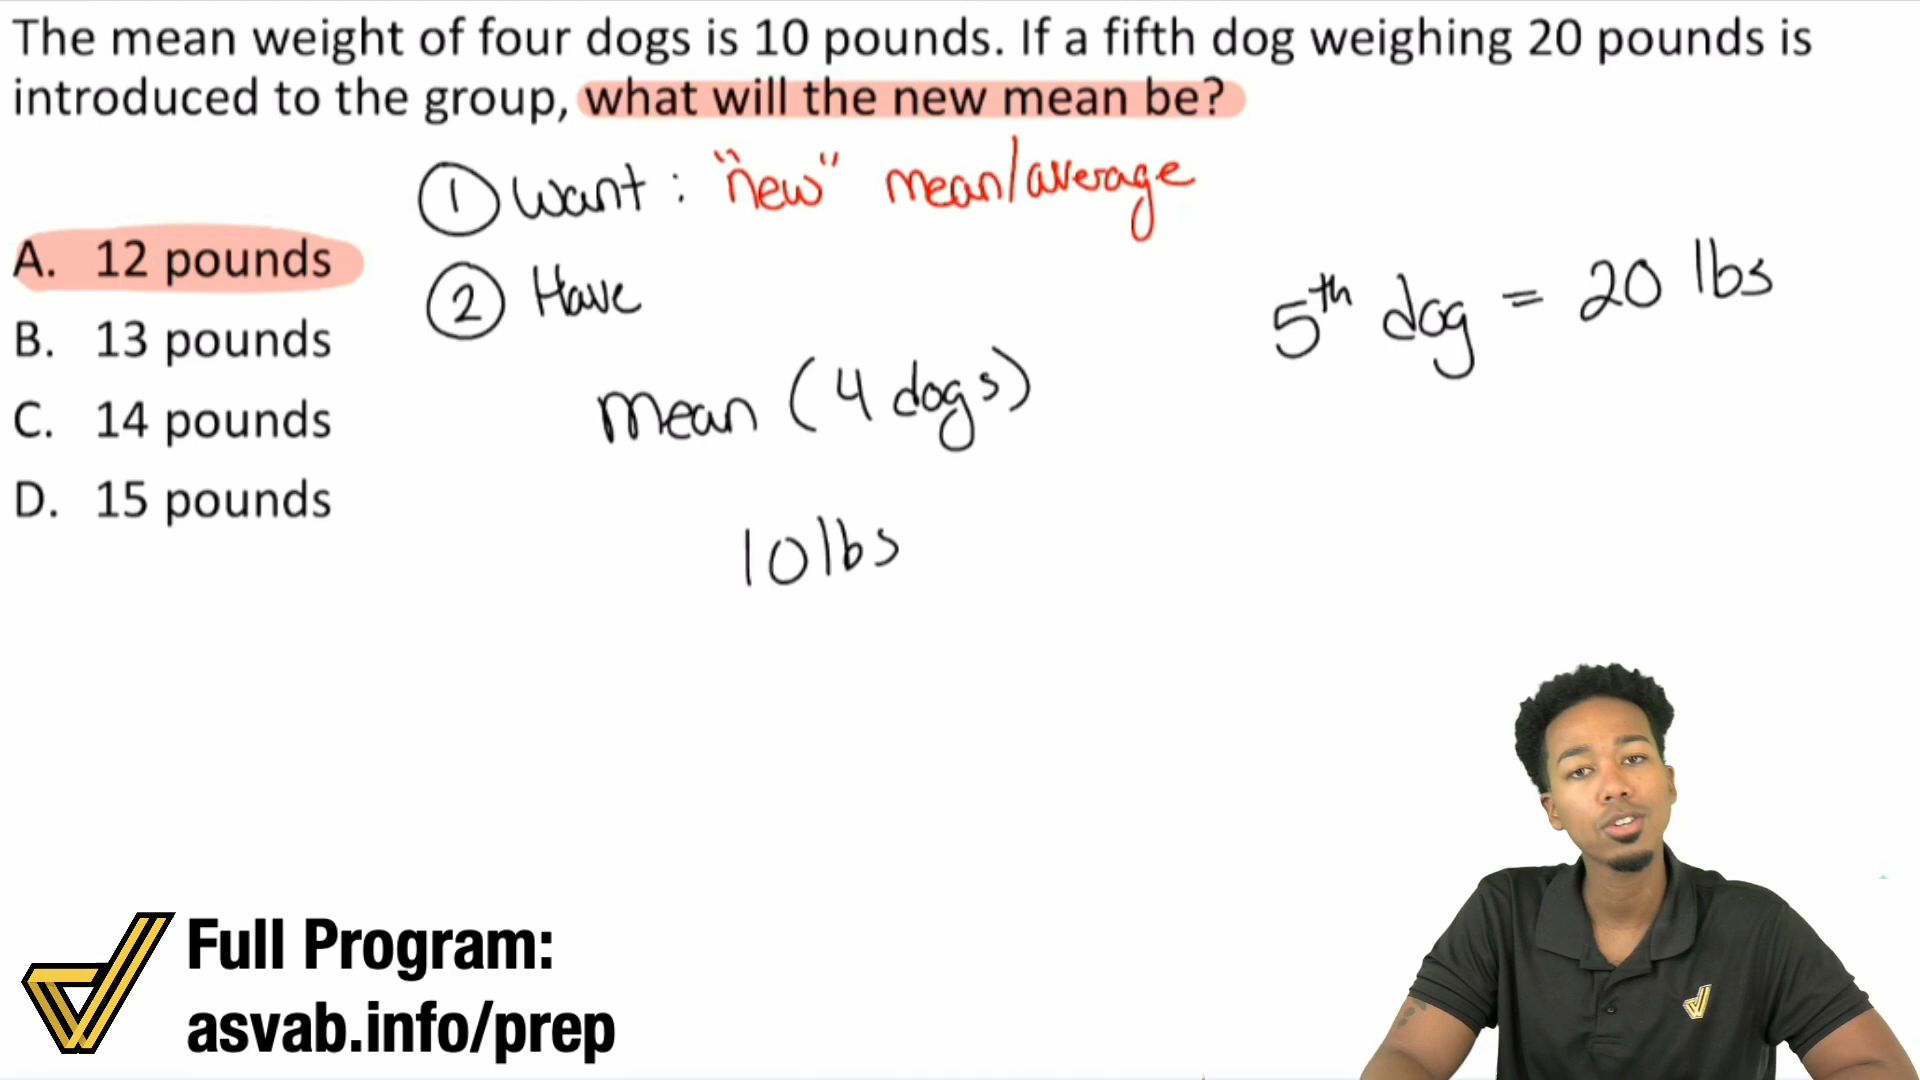 The mean weight of four dogs is 10 pounds. If a fifth dog weighing 20 pounds is
introduced to the group, what will the new mean be?
① Want: "new" mean/average
A. 12 pounds
② Have
5th dog = 20 lbs
B. 13 pounds
mean (4 dogs)
C. 14 pounds
D. 15 pounds
10 lbs
Full Program:
asvab.info/prep